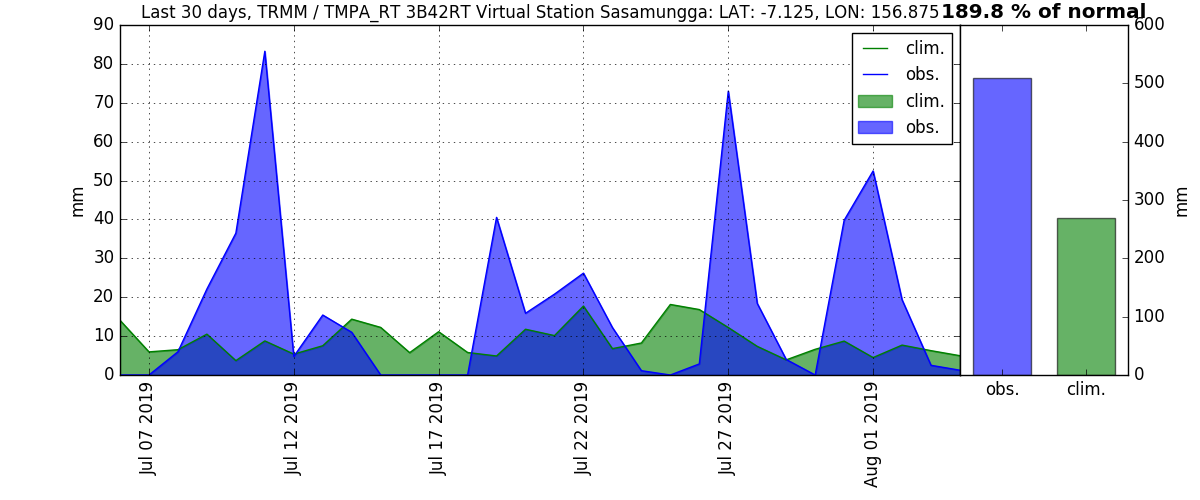 Last 30 days, TRMM / TMPA_RT 3B42RT Virtual Station Sasamungga: LAT: -7.125, LON: 156.875
189.8 % of normal
90
80
70
60
50
40
30
20
10
0
mm
clim.
obs.
clim.
obs.
Jul 07 2019
Jul 12 2019
Jul 17 2019
Jul 22 2019
Jul 27 2019
Aug 01 2019
600
500
400
300
200
100
0
mm
obs.
clim.